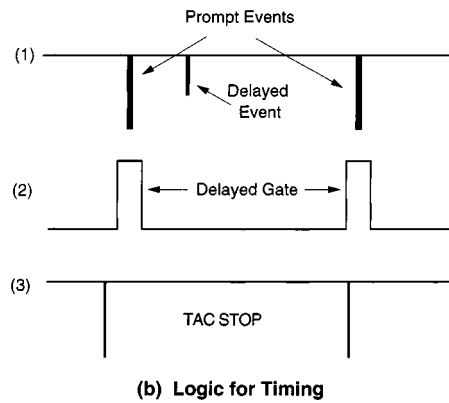 Prompt Events
(1)
Delayed
Event
(2)
Delayed Gate
(3)
TAC STOP
(b) Logic for Timing